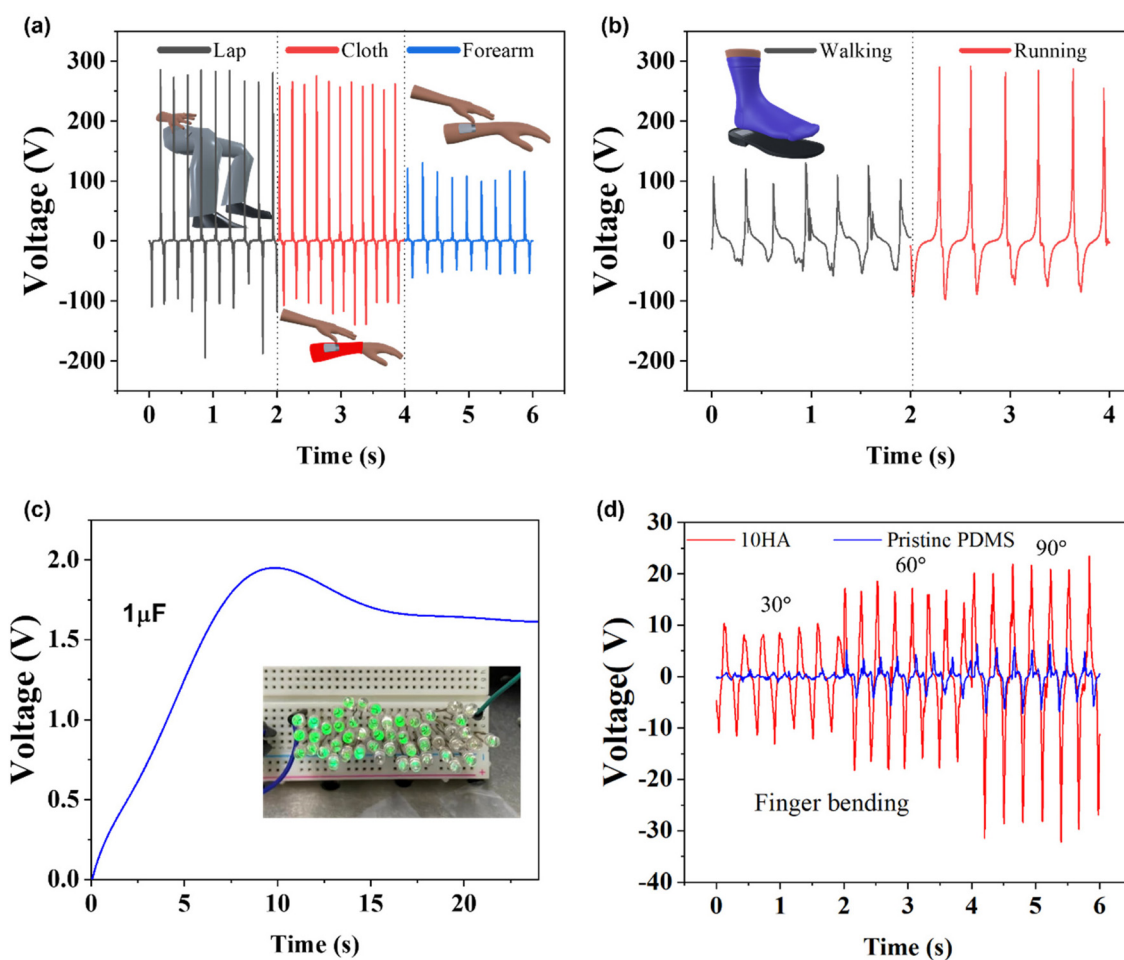 (a)
Lap Cloth Forearm
300
200
100
0
-100
-200
Voltage (V)
0 1 2 3 4 5 6
Time (s)
(b)
Walking Running
300
200
100
0
-100
-200
Voltage (V)
0 1 2 3 4
Time (s)
(c)
2.0
1.5
1.0
0.5
0.0
Voltage (V)
1μF
0 5 10 15 20
Time (s)
(d)
10HA Pristine PDMS
30° 60° 90°
30
20
10
0
-10
-20
-30
-40
Voltage( V)
Finger bending
0 1 2 3 4 5 6
Time (s)